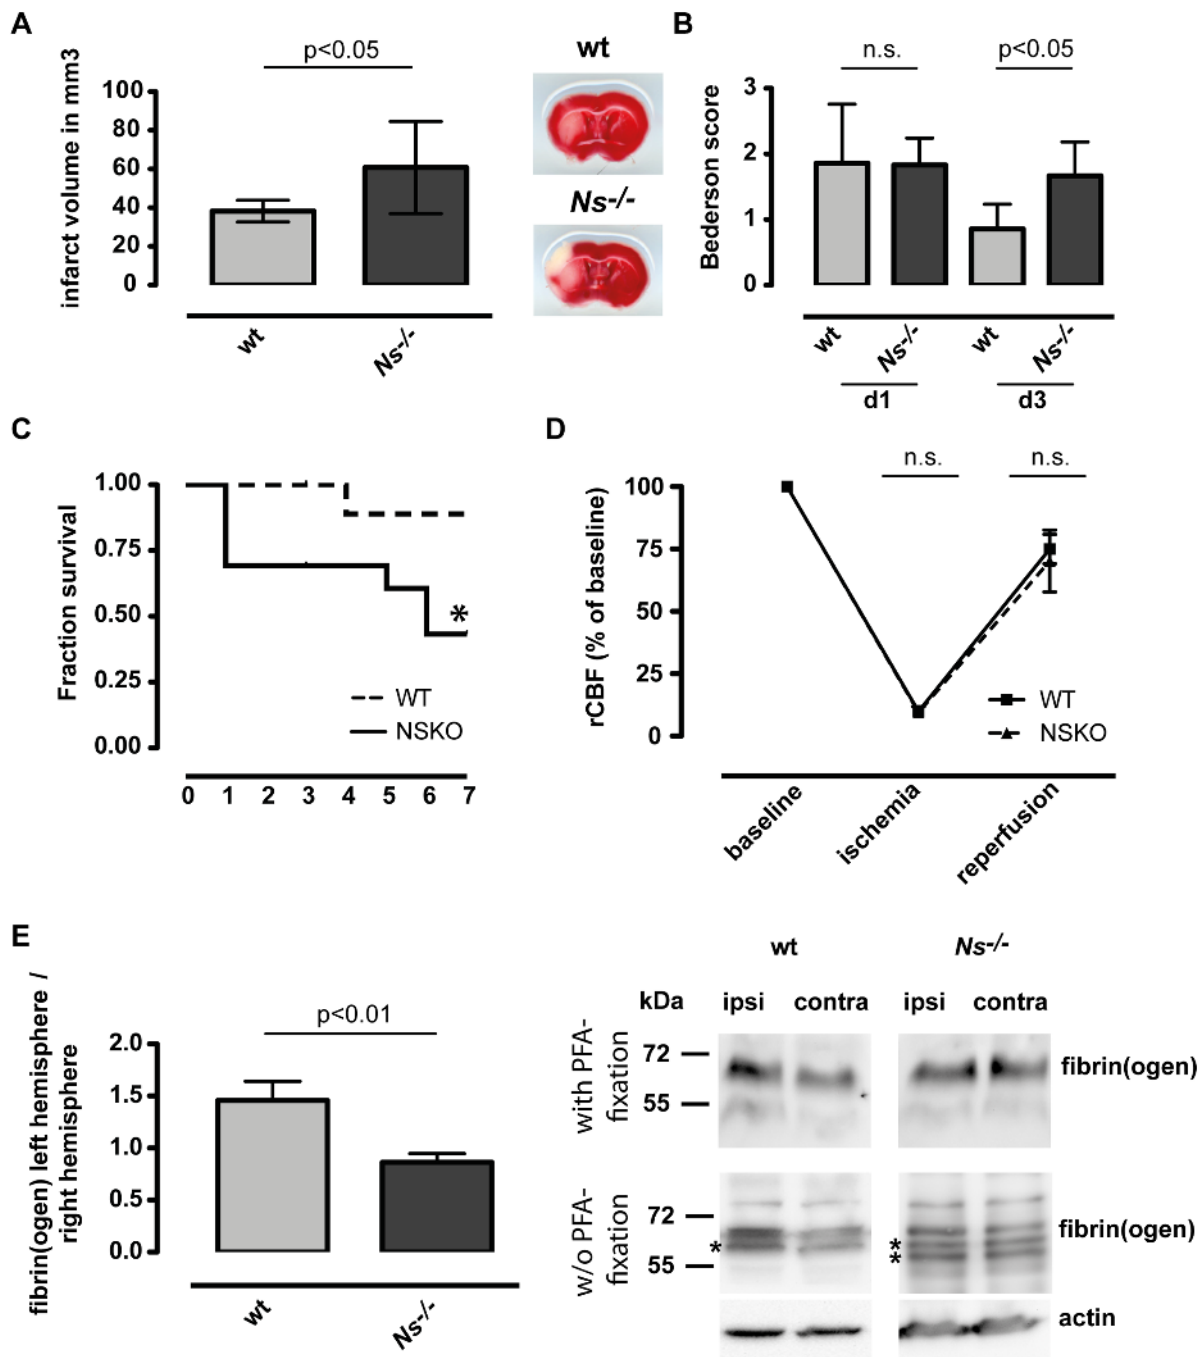 A
p<0.05
infarct volume in mm3
100
80
60
40
20
0
wt
Ns-/-
wt
Ns-/-
B
n.s.
p<0.05
Bederson score
3
2
1
0
wt
Ns-/-
wt
Ns-/-
d1
d3
C
Fraction survival
1.00
0.75
0.50
0.25
0.00
*
WT
NSKO
0 1 2 3 4 5 6 7
D
n.s.
n.s.
rCBF (% of baseline)
100
75
50
25
0
WT
NSKO
baseline
ischemia
reperfusion
E
fibrin(ogen) left hemisphere /
right hemisphere
p<0.01
2.0
1.5
1.0
0.5
0.0
wt
Ns-/-
wt
Ns-/-
kDa
ipsi contra
ipsi contra
with PFA-
fixation
72
55
fibrin(ogen)
w/o PFA-
fixation
72
55
*
*
*
fibrin(ogen)
actin